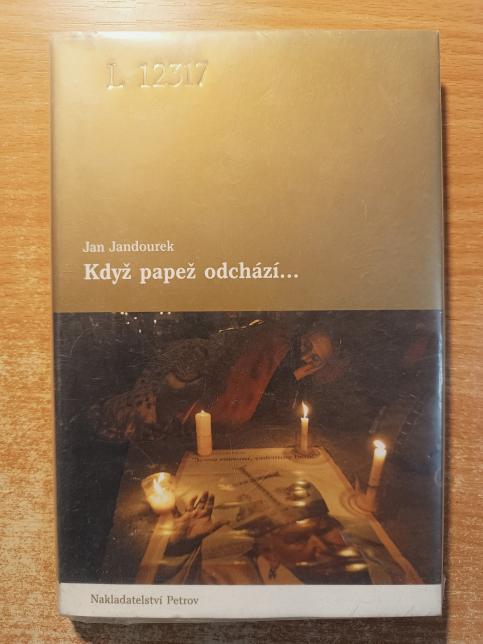 L 12317
Jan Jandourek
Když papež odchází...
Nakladatelství Petrov